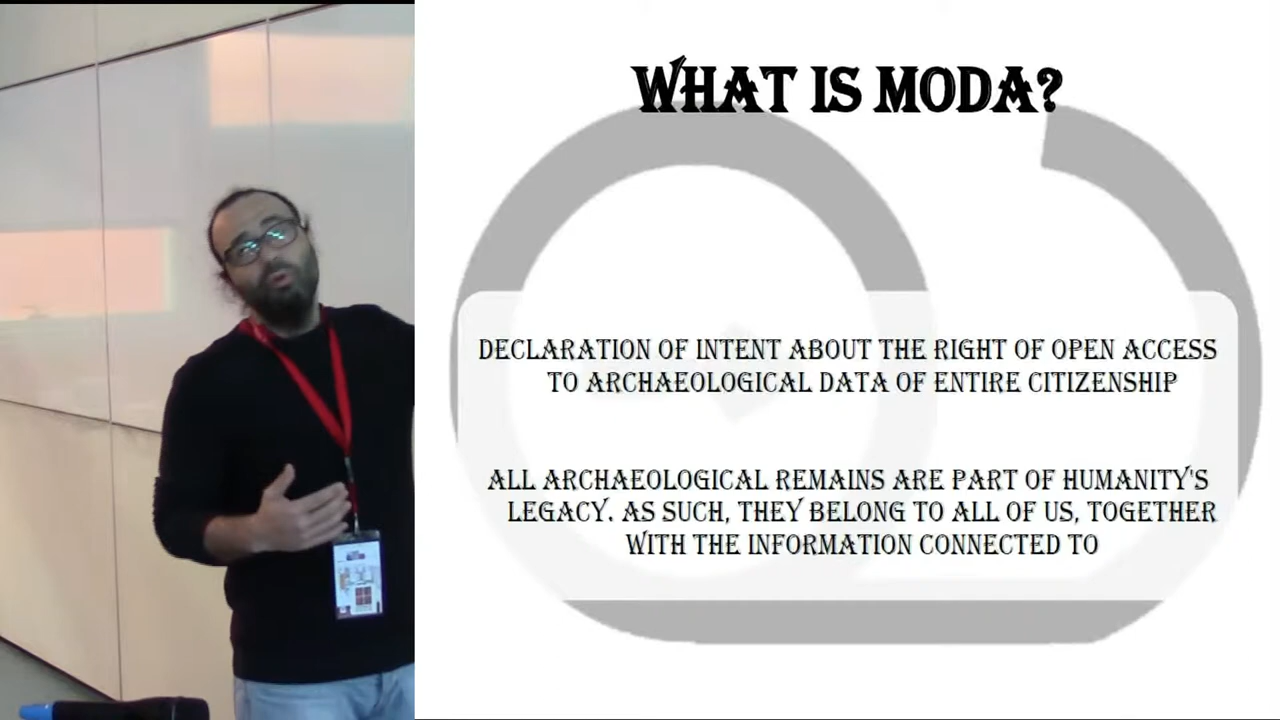 WHAT IS MODA?
DECLARATION OF INTENT ABOUT THE RIGHT OF OPEN ACCESS
TO ARCHAEOLOGICAL DATA OF ENTIRE CITIZENSHIP
ALL ARCHAEOLOGICAL REMAINS ARE PART OF HUMANITY'S
LEGACY. AS SUCH, THEY BELONG TO ALL OF US, TOGETHER
WITH THE INFORMATION CONNECTED TO